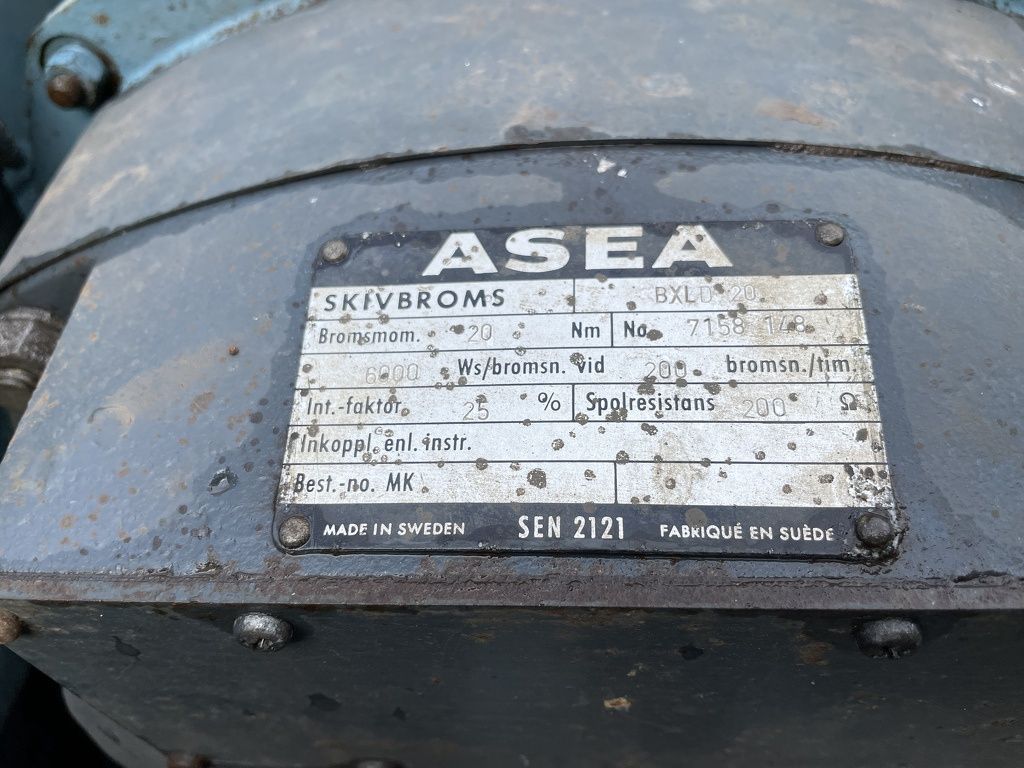 ASEA
SKIVBROMS BXLD 20
Bromsmom. 20 Nm No. 7158 148
6000 Ws/bromsn. vid 200 bromsn./tim.
Int.-faktor 25 % Spolresistans 200 Ω
Inkoppl. enl. instr.
Best.-no. MK
MADE IN SWEDEN SEN 2121 FABRIQUÉ EN SUÈDE